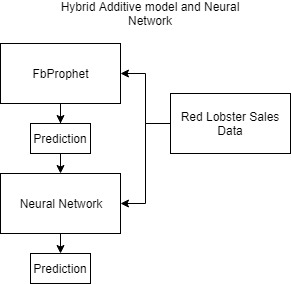 Hybrid Additive model and Neural
Network
FbProphet
Prediction
Red Lobster Sales
Data
Neural Network
Prediction